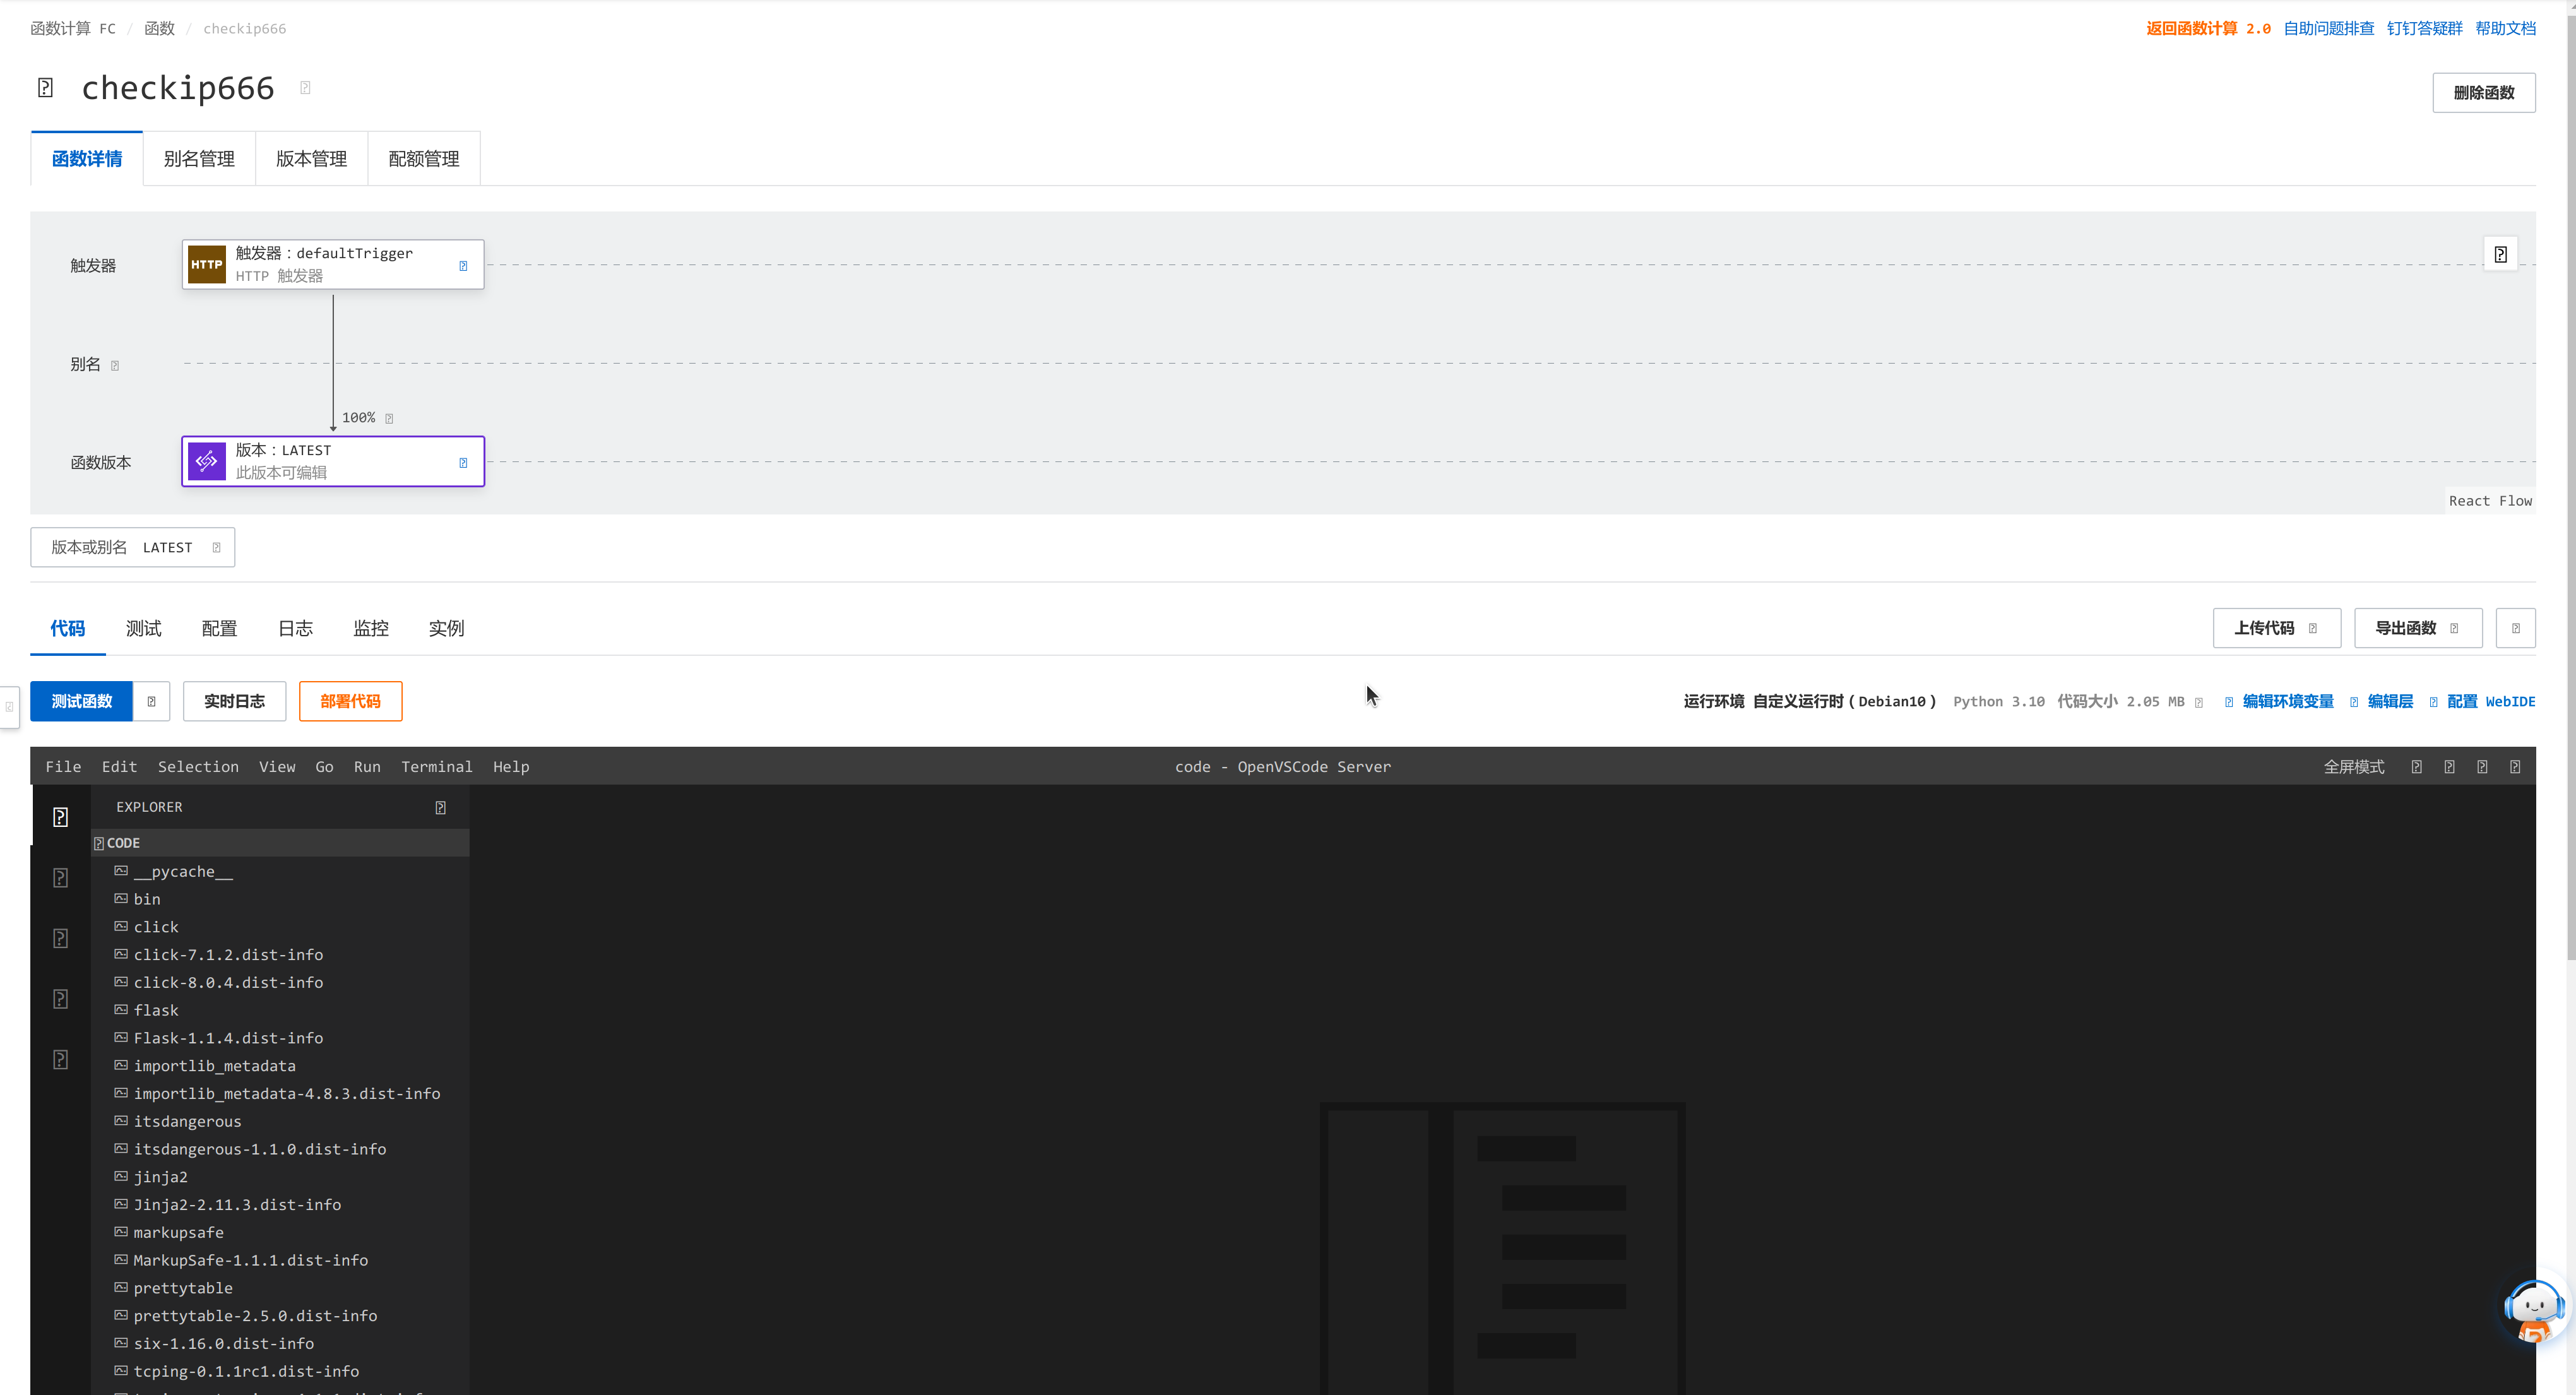 函数计算 FC / 函数 / checkip666
返回函数计算 2.0 自助问题排查 钉钉答疑群 帮助文档
checkip666
删除函数
函数详情 别名管理 版本管理 配额管理
触发器
HTTP
触发器：defaultTrigger
HTTP 触发器
别名
100%
函数版本
版本：LATEST
此版本可编辑
React Flow
版本或别名 LATEST
代码 测试 配置 日志 监控 实例
上传代码 导出函数
测试函数 实时日志 部署代码
运行环境 自定义运行时（Debian10） Python 3.10 代码大小 2.05 MB 编辑环境变量 编辑层 配置 WebIDE
File Edit Selection View Go Run Terminal Help
code - OpenVSCode Server
全屏模式
EXPLORER
CODE
__pycache__
bin
click
click-7.1.2.dist-info
click-8.0.4.dist-info
flask
Flask-1.1.4.dist-info
importlib_metadata
importlib_metadata-4.8.3.dist-info
itsdangerous
itsdangerous-1.1.0.dist-info
jinja2
Jinja2-2.11.3.dist-info
markupsafe
MarkupSafe-1.1.1.dist-info
prettytable
prettytable-2.5.0.dist-info
six-1.16.0.dist-info
tcping-0.1.1rc1.dist-info